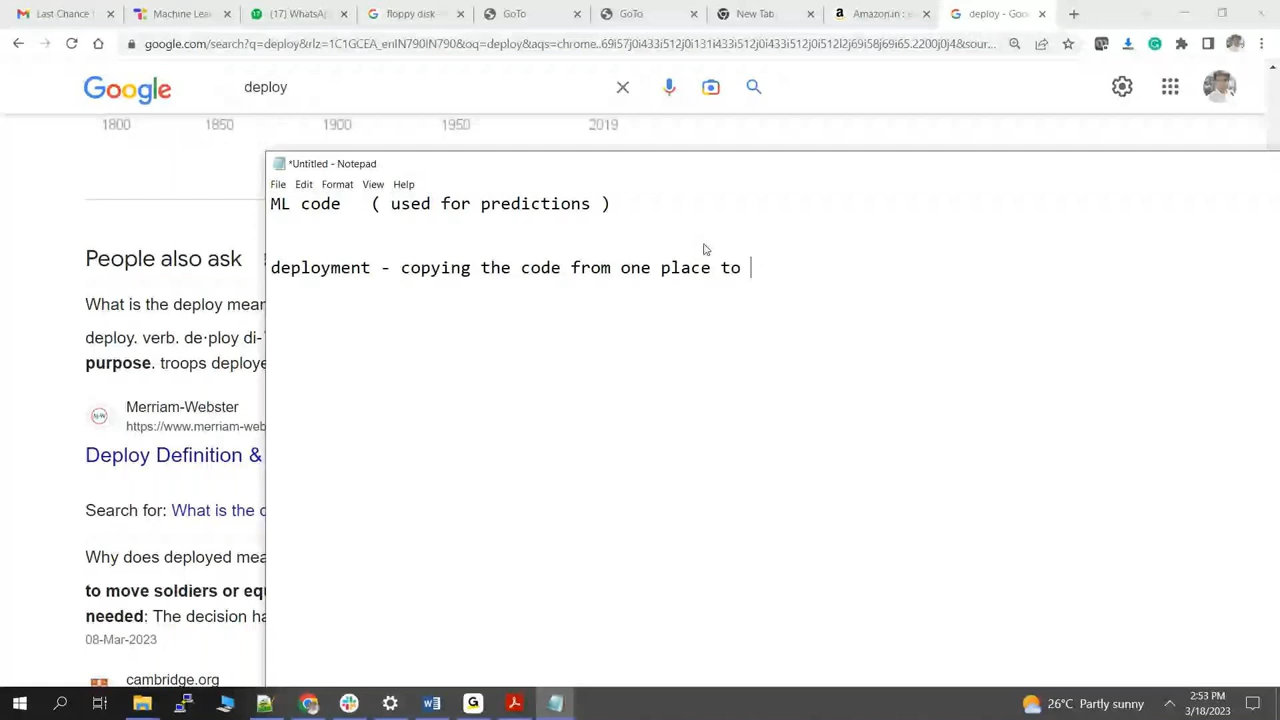 Last Chance
Machine Lea
(17) WhatsA
floppy disk -
GoTo
GoTo
New Tab
Amazon.in : e
deploy - Goo
google.com/search?q=deploy&rlz=1C1GCEA_enIN790IN790&oq=deploy&aqs=chrome..69i57j0i433i512j0i131i433i512j0i433i512j0i512l2j69i58j69i65.2200j0j4&sour...
Google
deploy
1800 1850 1900 1950 2019
*Untitled - Notepad
File Edit Format View Help
ML code ( used for predictions )
deployment - copying the code from one place to
People also ask
What is the deploy mean
deploy. verb. de·ploy di-
purpose. troops deploye
Merriam-Webster
https://www.merriam-web
Deploy Definition &
Search for: What is the
Why does deployed mea
to move soldiers or equ
needed: The decision ha
08-Mar-2023
cambridge.org
26°C Partly sunny
2:53 PM
3/18/2023